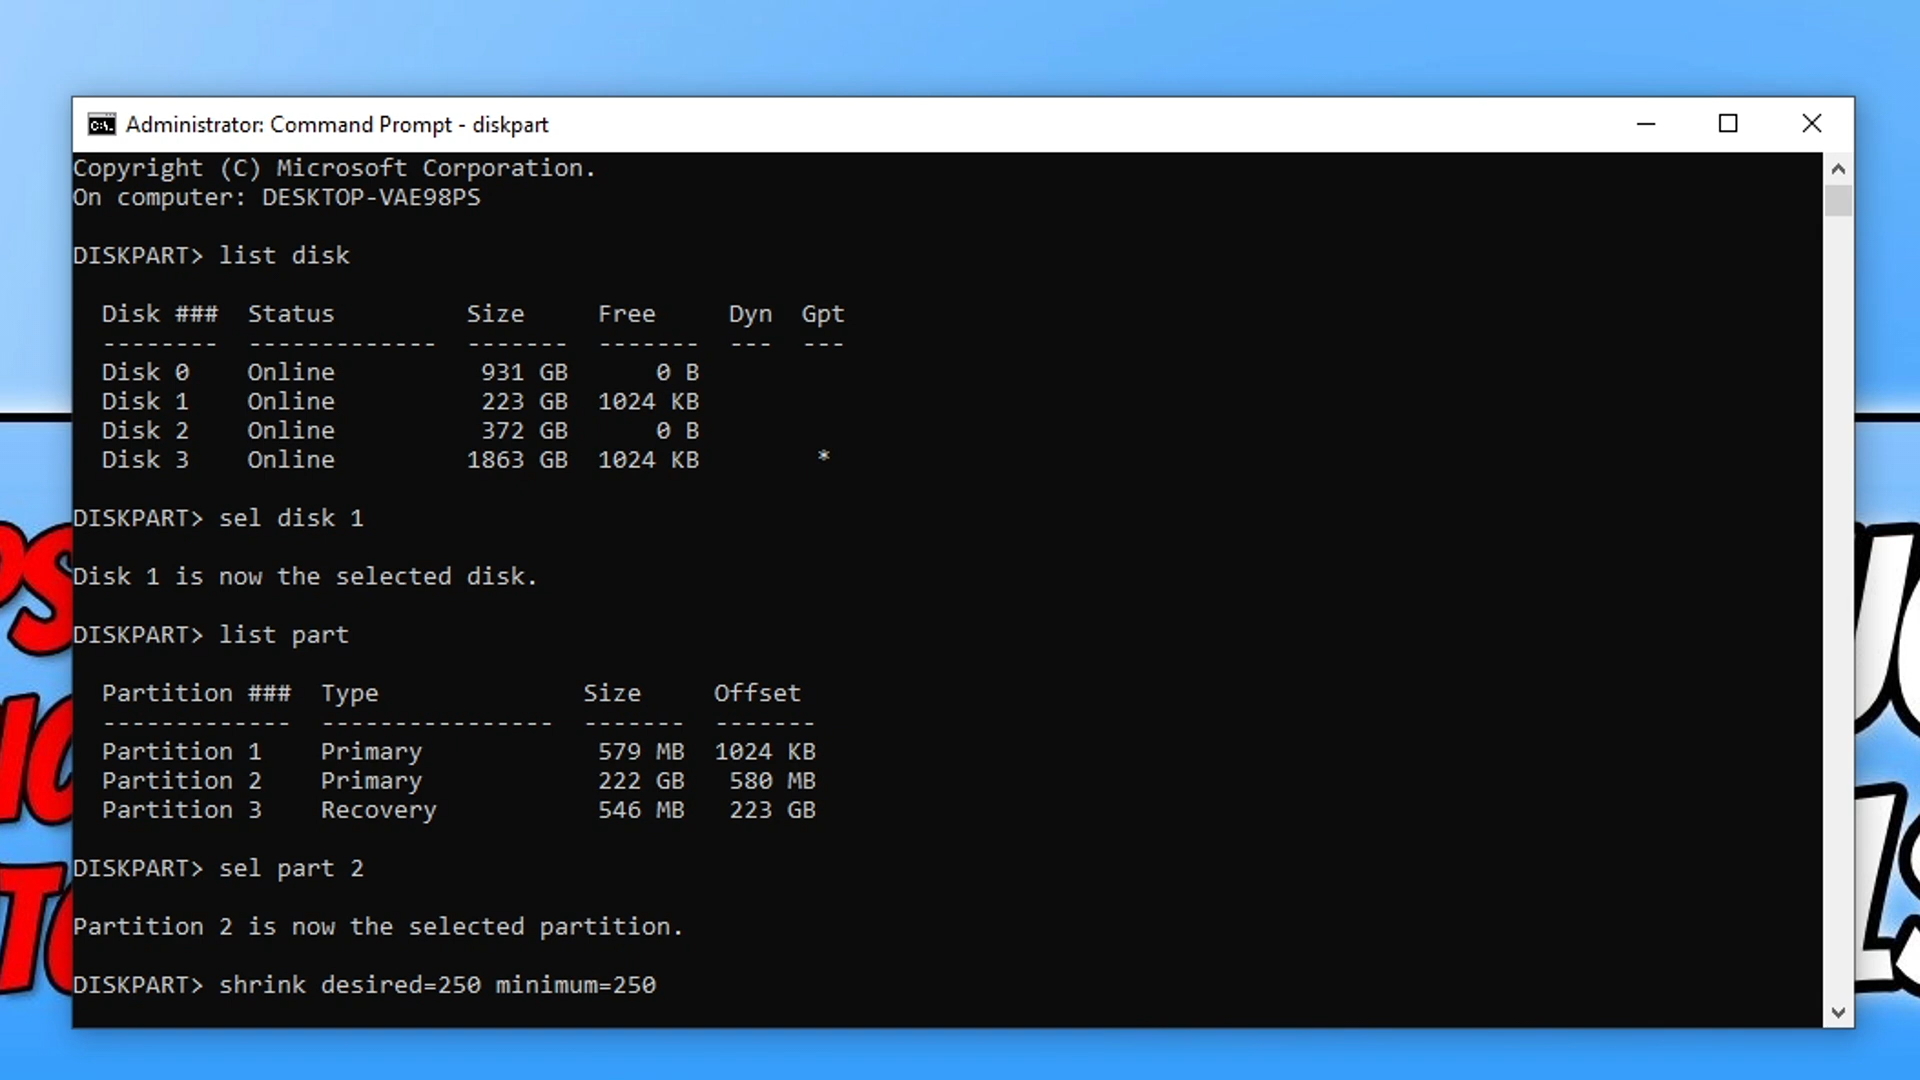 Administrator: Command Prompt - diskpart
Copyright (C) Microsoft Corporation.
On computer: DESKTOP-VAE98PS
DISKPART> list disk
Disk ### Status Size Free Dyn Gpt
-------- ------------- ------- ------- --- ---
Disk 0 Online 931 GB 0 B
Disk 1 Online 223 GB 1024 KB
Disk 2 Online 372 GB 0 B
Disk 3 Online 1863 GB 1024 KB *
DISKPART> sel disk 1
Disk 1 is now the selected disk.
DISKPART> list part
Partition ### Type Size Offset
------------- ---------------- ------- -------
Partition 1 Primary 579 MB 1024 KB
Partition 2 Primary 222 GB 580 MB
Partition 3 Recovery 546 MB 223 GB
DISKPART> sel part 2
Partition 2 is now the selected partition.
DISKPART> shrink desired=250 minimum=250